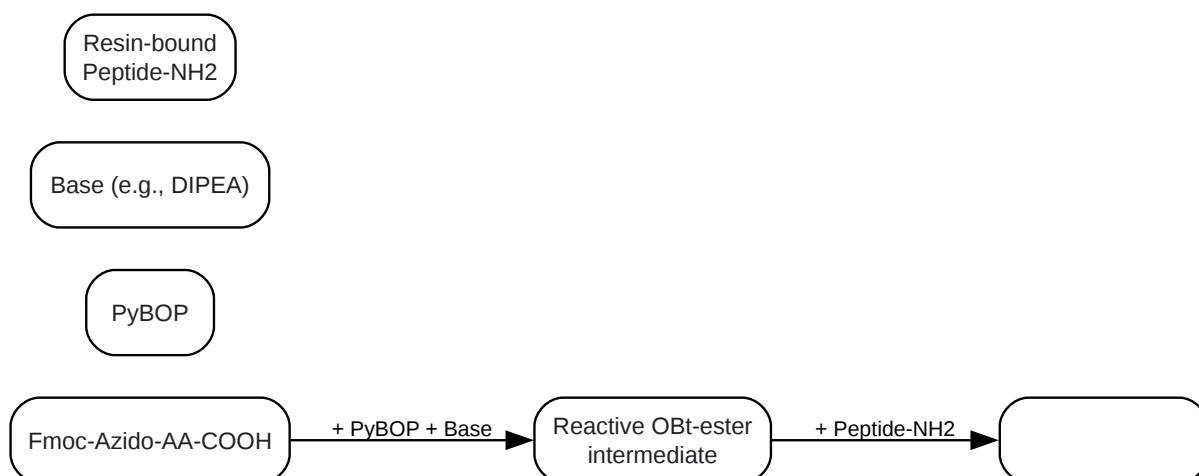 Resin-bound
Peptide-NH2
Base (e.g., DIPEA)
PyBOP
Fmoc-Azido-AA-COOH
+ PyBOP + Base
Reactive OBt-ester
intermediate
+ Peptide-NH2